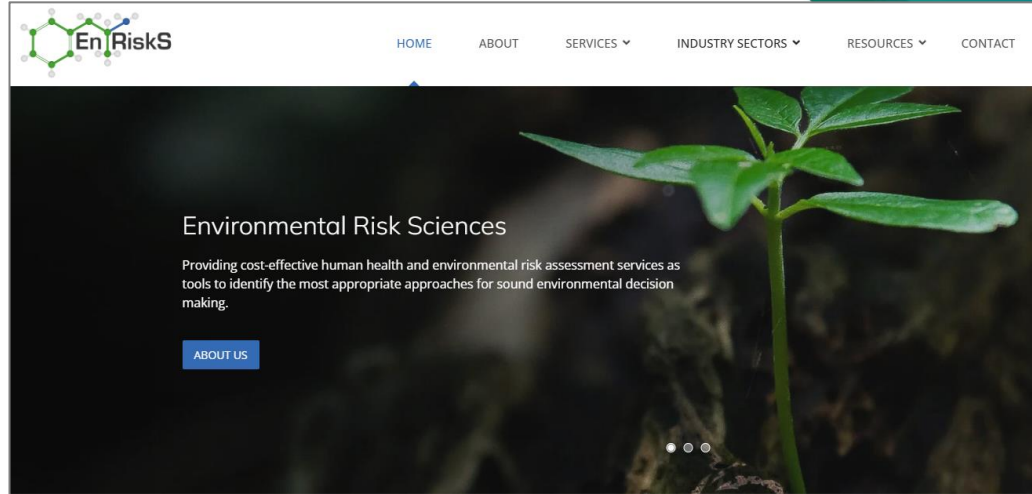 EnRiskS
HOME ABOUT SERVICES INDUSTRY SECTORS RESOURCES CONTACT
Environmental Risk Sciences
Providing cost-effective human health and environmental risk assessment services as
tools to identify the most appropriate approaches for sound environmental decision
making.
ABOUT US